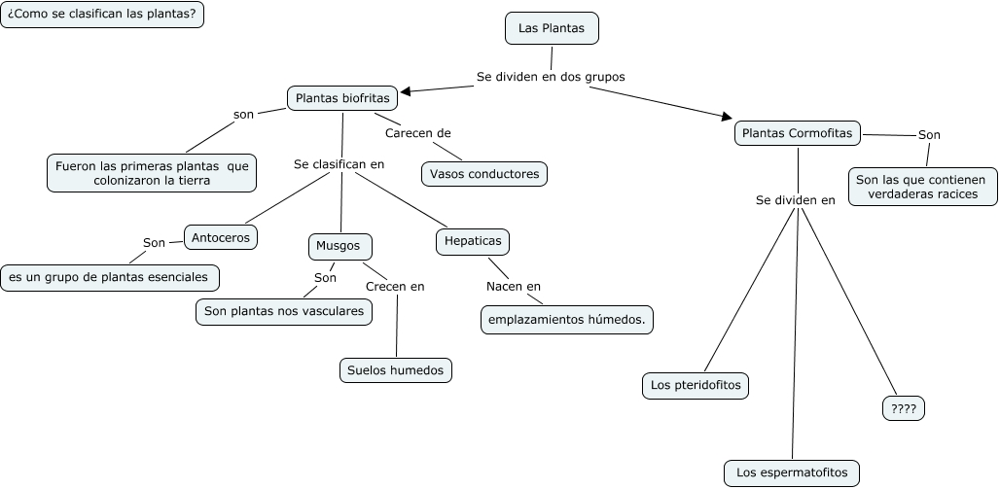 ¿Como se clasifican las plantas?
Las Plantas
Se dividen en dos grupos
Plantas biofritas
son
Fueron las primeras plantas que
colonizaron la tierra
Se clasifican en
Carecen de
Vasos conductores
Antoceros
Son
es un grupo de plantas esenciales
Musgos
Son
Son plantas nos vasculares
Crecen en
Suelos humedos
Hepaticas
Nacen en
emplazamientos húmedos.
Plantas Cormofitas
Son
Son las que contienen
verdaderas racices
Se dividen en
Los pteridofitos
Los espermatofitos
????